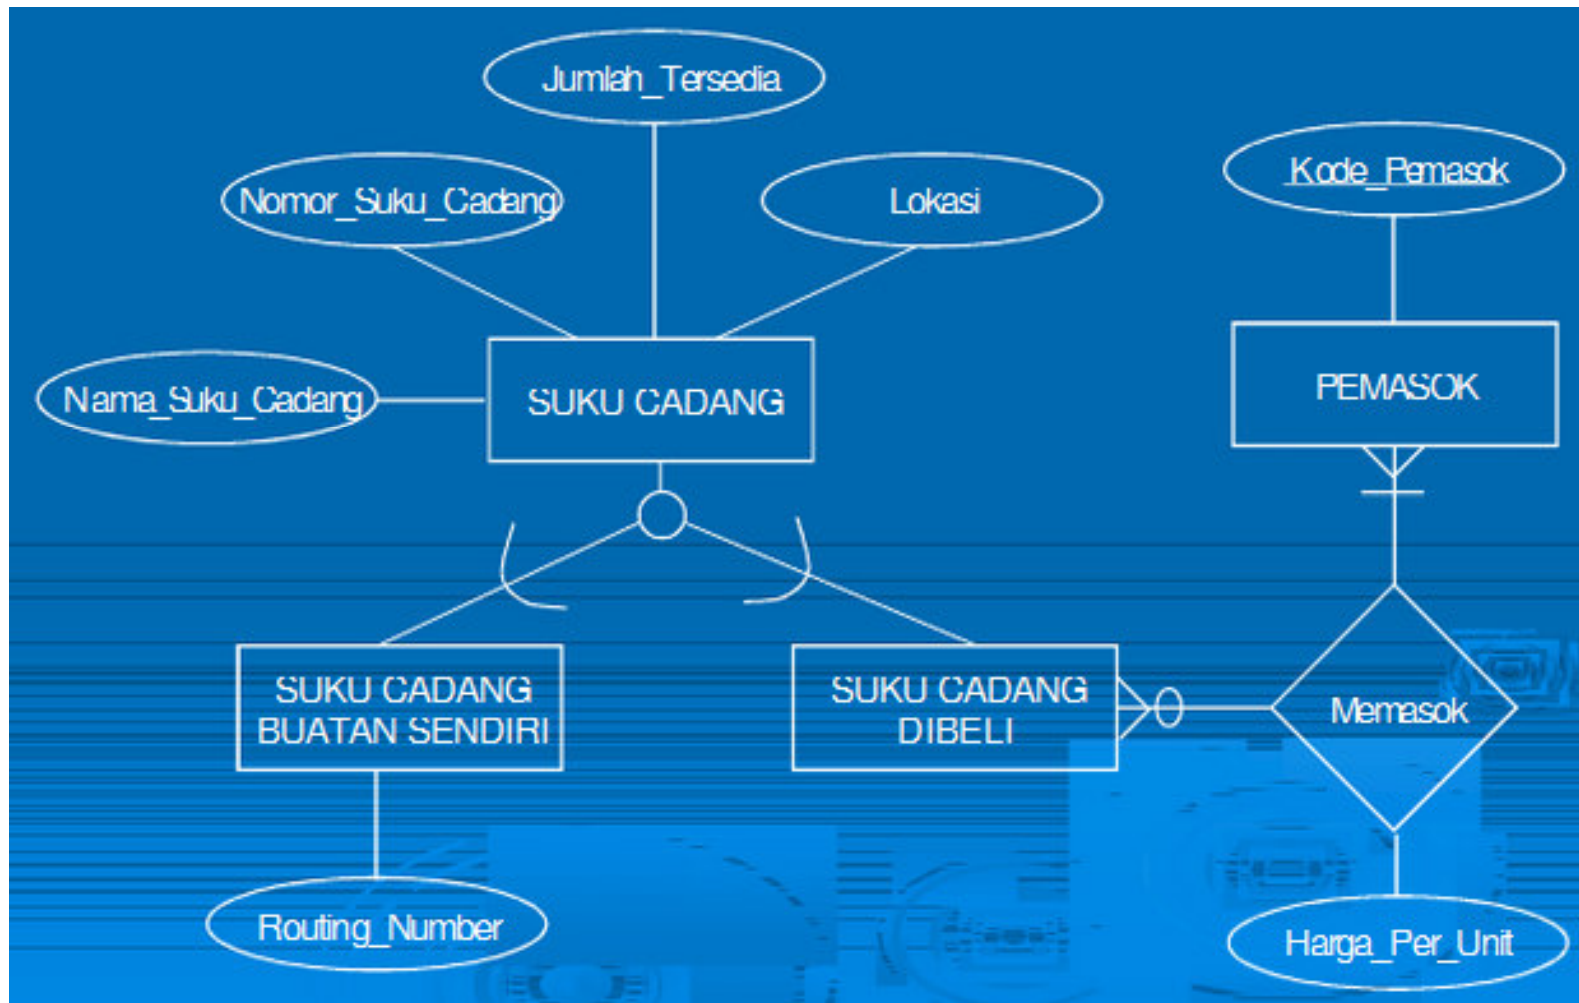 Jumlah_Tersedia
Nomor_Suku_Cadang
Lokasi
Kode_Pemasok
Nama_Suku_Cadang
SUKU CADANG
PEMASOK
SUKU CADANG
BUATAN SENDIRI
SUKU CADANG
DIBELI
Memasok
Routing_Number
Harga_Per_Unit